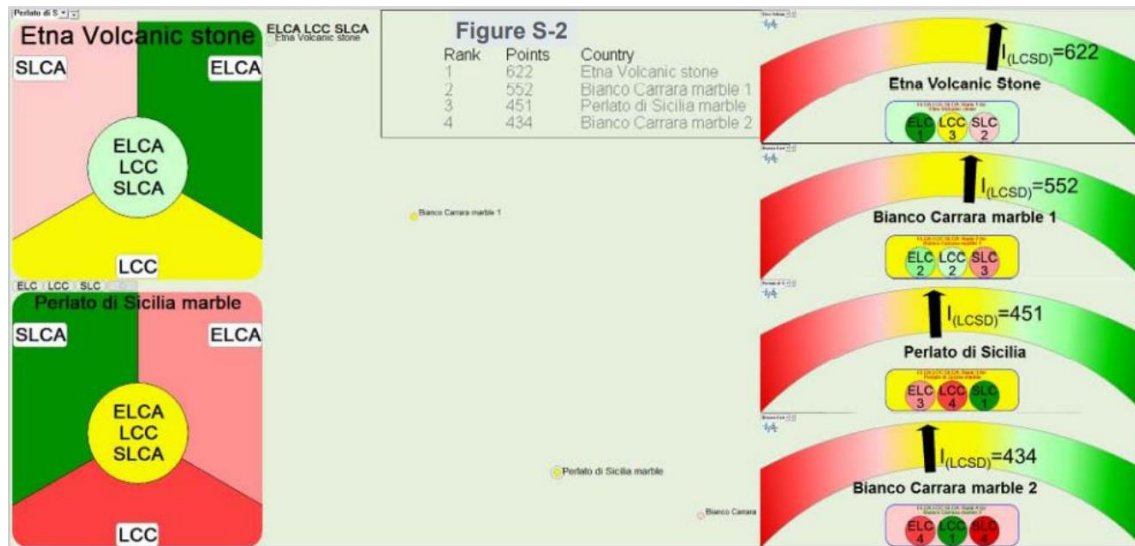 Perlato di S
Etna Volcanic stone
SLCA
ELCA
ELCA
LCC
SLCA
LCC
ELC LCC SLC
Perlato di Sicilia marble
SLCA
ELCA
ELCA
LCC
SLCA
LCC
ELCA LCC SLCA
Etna Volcanic stone
Figure S-2
Rank Points Country
1 622 Etna Volcanic stone
2 552 Bianco Carrara marble 1
3 451 Perlato di Sicilia marble
4 434 Bianco Carrara marble 2
Bianco Carrara marble 1
Perlato di Sicilia marble
Bianco Carrara
I(LCSD)=622
Etna Volcanic Stone
ELC LCC SLC
1 3 2
I(LCSD)=552
Bianco Carrara marble 1
ELC LCC SLC
2 2 3
I(LCSD)=451
Perlato di Sicilia
ELC LCC SLC
3 4 1
I(LCSD)=434
Bianco Carrara marble 2
ELC LCC SLC
4 1 4